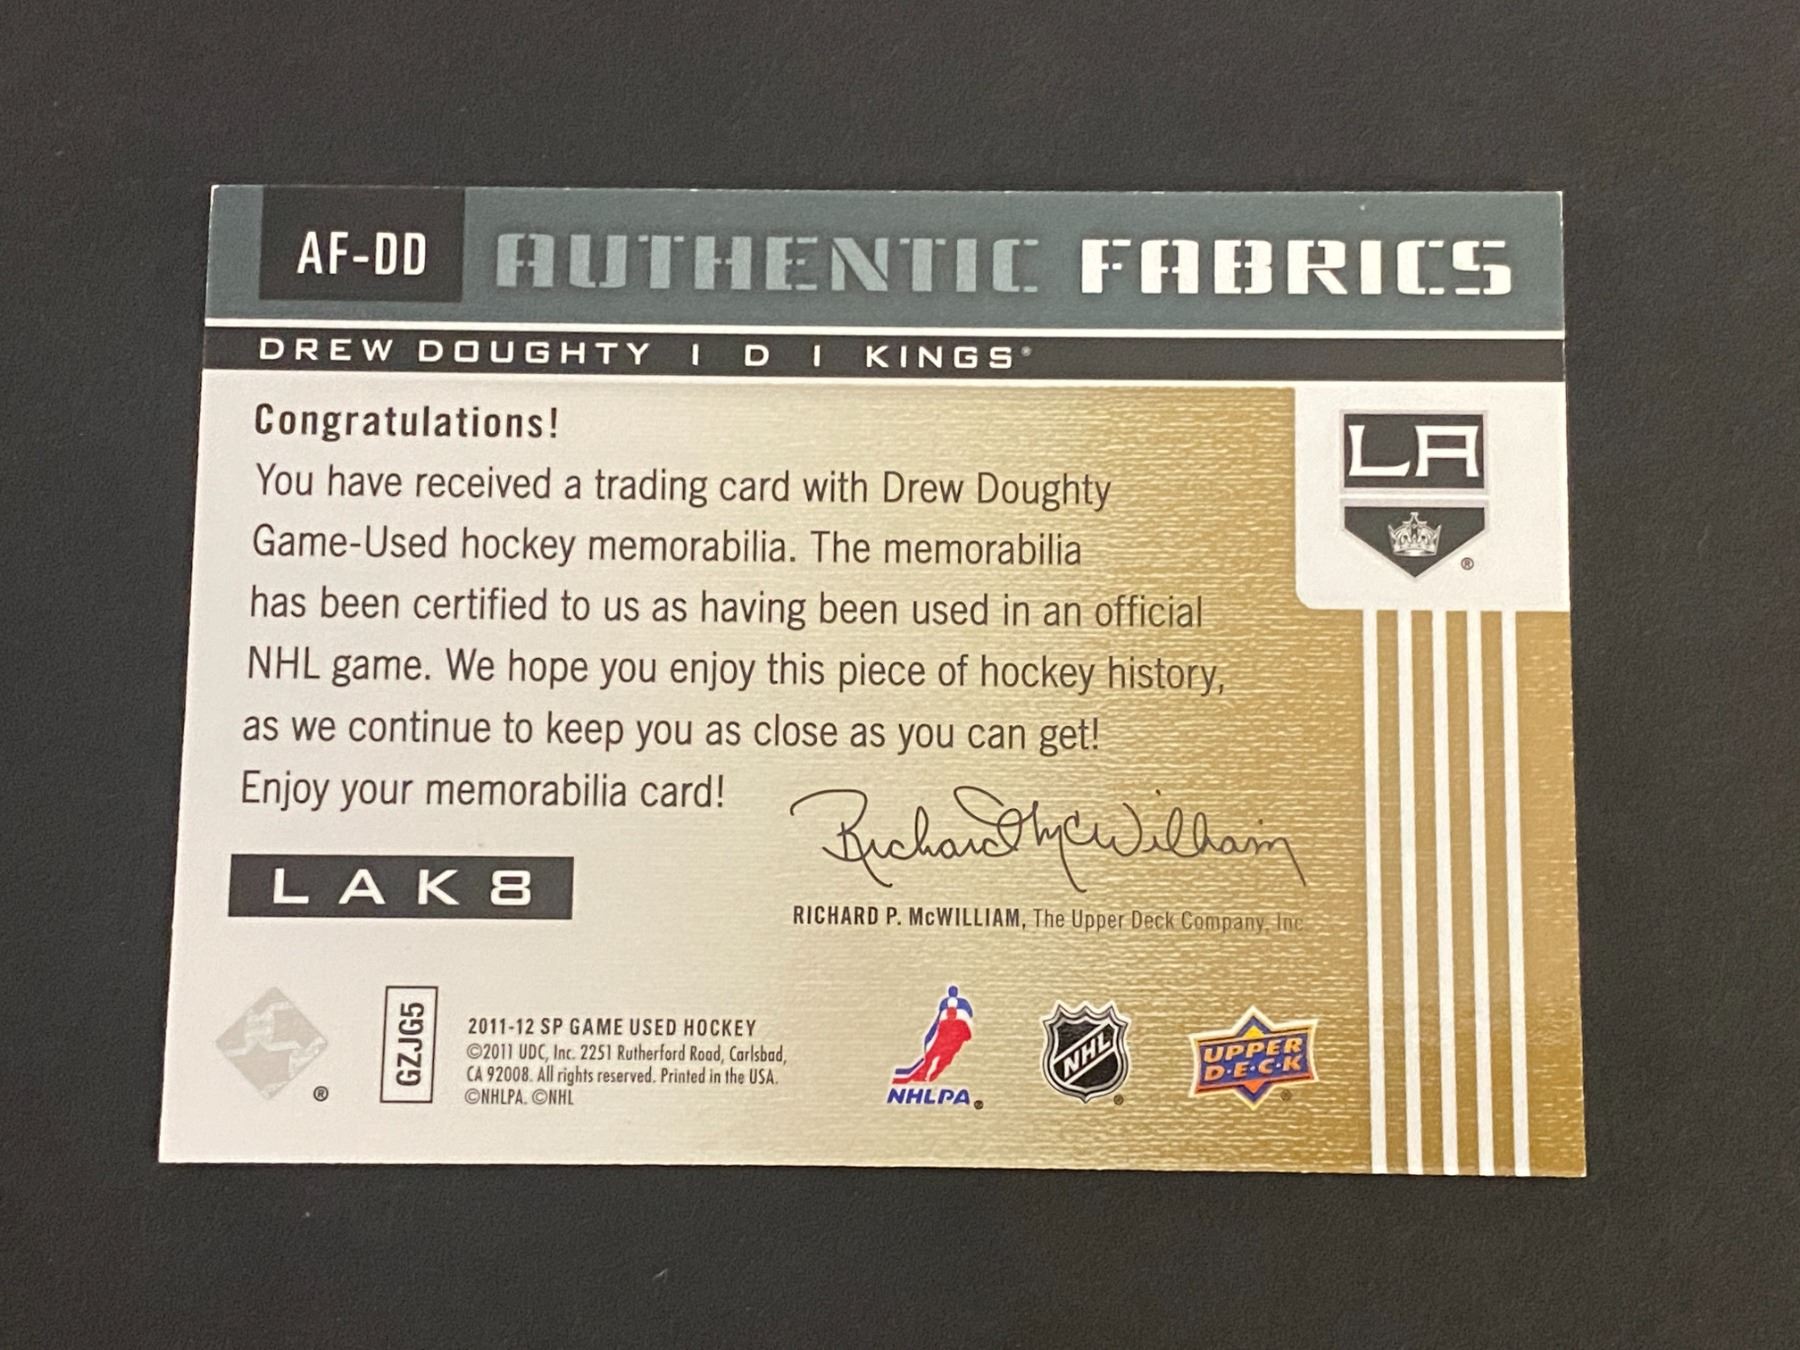 AF-DD AUTHENTIC FABRICS
DREW DOUGHTY | D | KINGS®
LA
®
Congratulations!
You have received a trading card with Drew Doughty
Game-Used hockey memorabilia. The memorabilia
has been certified to us as having been used in an official
NHL game. We hope you enjoy this piece of hockey history,
as we continue to keep you as close as you can get!
Enjoy your memorabilia card!
Richard McWilliam
LAK8
RICHARD P. McWILLIAM, The Upper Deck Company, Inc
®
GZJG5
2011-12 SP GAME USED HOCKEY
©2011 UDC, Inc. 2251 Rutherford Road, Carlsbad,
CA 92008. All rights reserved. Printed in the USA.
©NHLPA. ©NHL
NHLPA®
NHL®
UPPER
D•E•C•K®